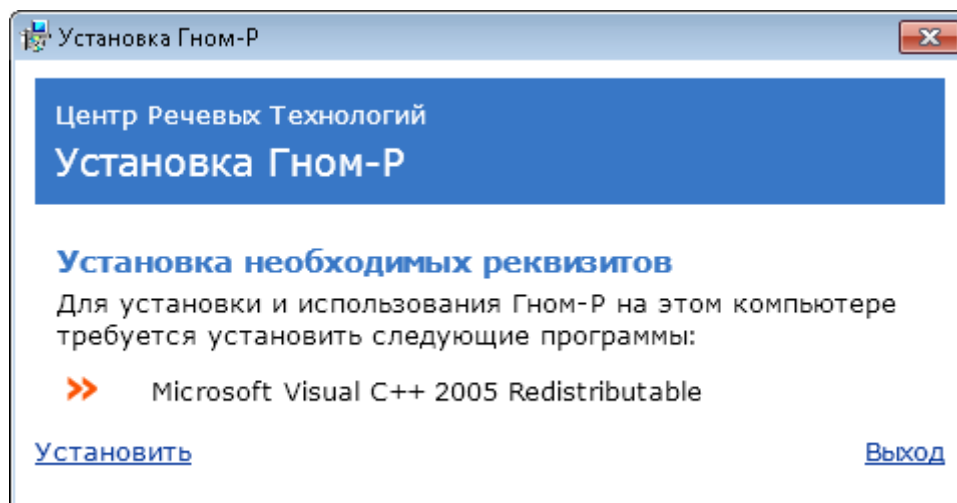 Установка Гном-Р
Центр Речевых Технологий
Установка Гном-Р
Установка необходимых реквизитов
Для установки и использования Гном-Р на этом компьютере
требуется установить следующие программы:
» Microsoft Visual C++ 2005 Redistributable
Установить Выход